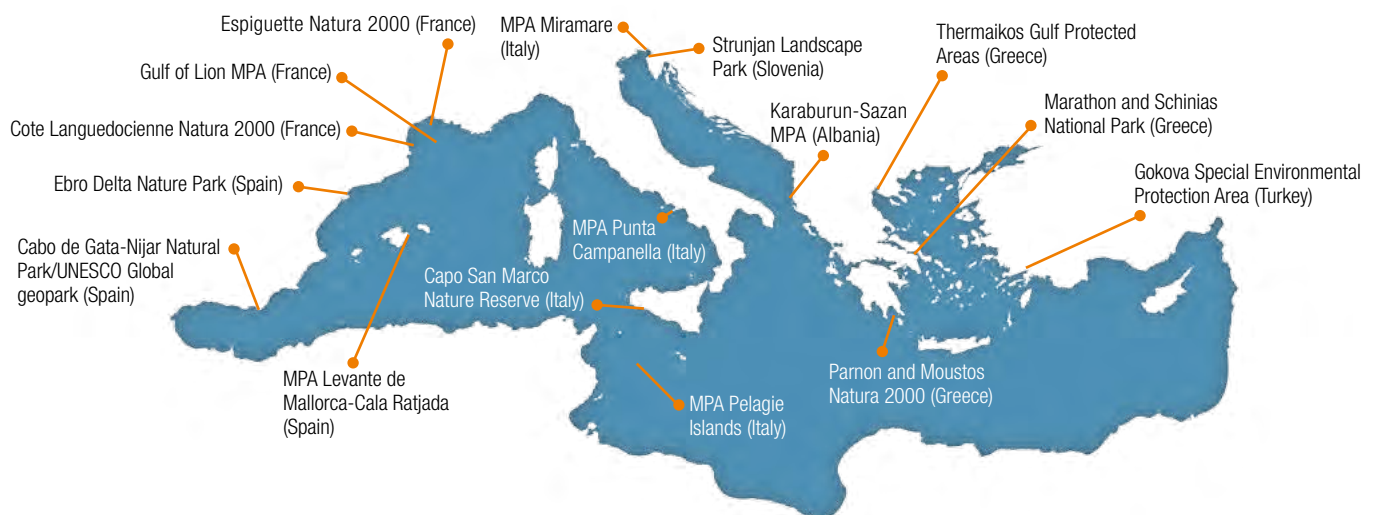 Espiguette Natura 2000 (France)
Gulf of Lion MPA (France)
Cote Languedocienne Natura 2000 (France)
Ebro Delta Nature Park (Spain)
Cabo de Gata-Nijar Natural
Park/UNESCO Global
geopark (Spain)
MPA Levante de
Mallorca-Cala Ratjada
(Spain)
MPA Miramare
(Italy)
Strunjan Landscape
Park (Slovenia)
Karaburun-Sazan
MPA (Albania)
MPA Punta
Campanella (Italy)
Capo San Marco
Nature Reserve (Italy)
MPA Pelagie
Islands (Italy)
Thermaikos Gulf Protected
Areas (Greece)
Marathon and Schinias
National Park (Greece)
Gokova Special Environmental
Protection Area (Turkey)
Parnon and Moustos
Natura 2000 (Greece)